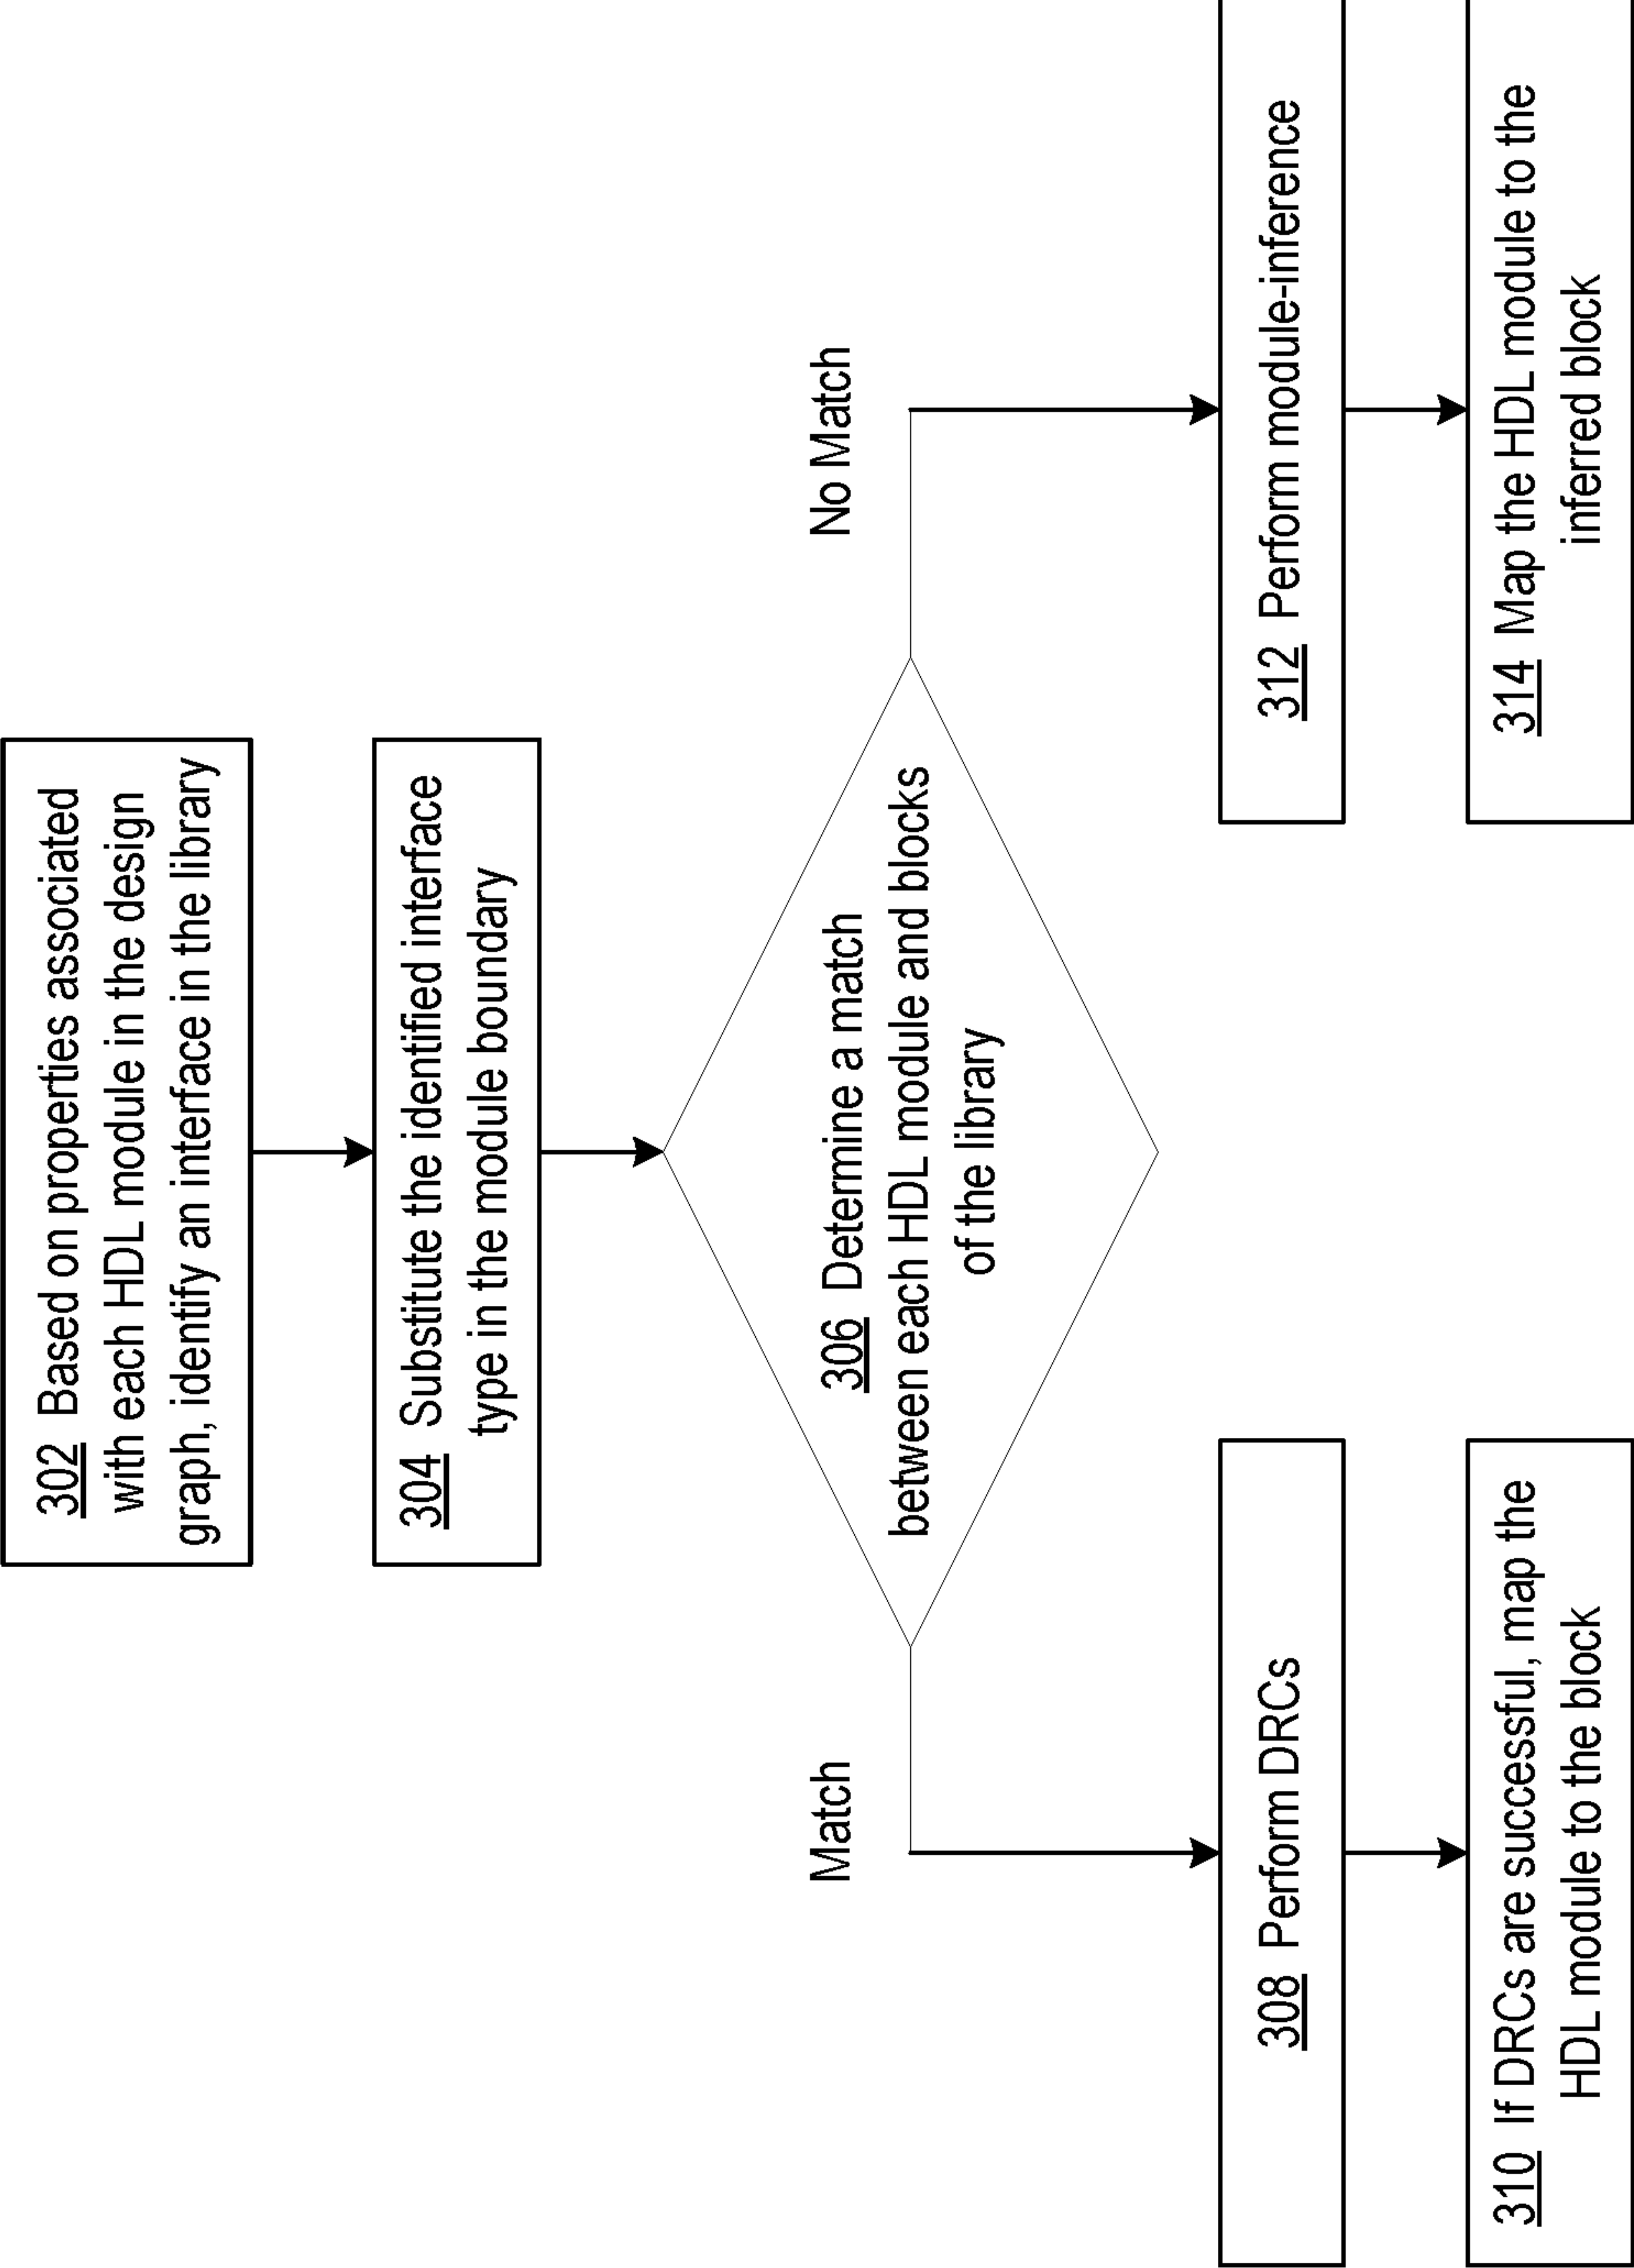 302 Based on properties associated
with each HDL module in the design
graph, identify an interface in the library
304 Substitute the identified interface
type in the module boundary
306 Determine a match
between each HDL module and blocks
of the library
Match
No Match
308 Perform DRCs
310 If DRCs are successful, map the
HDL module to the block
312 Perform module-inference
314 Map the HDL module to the
inferred block